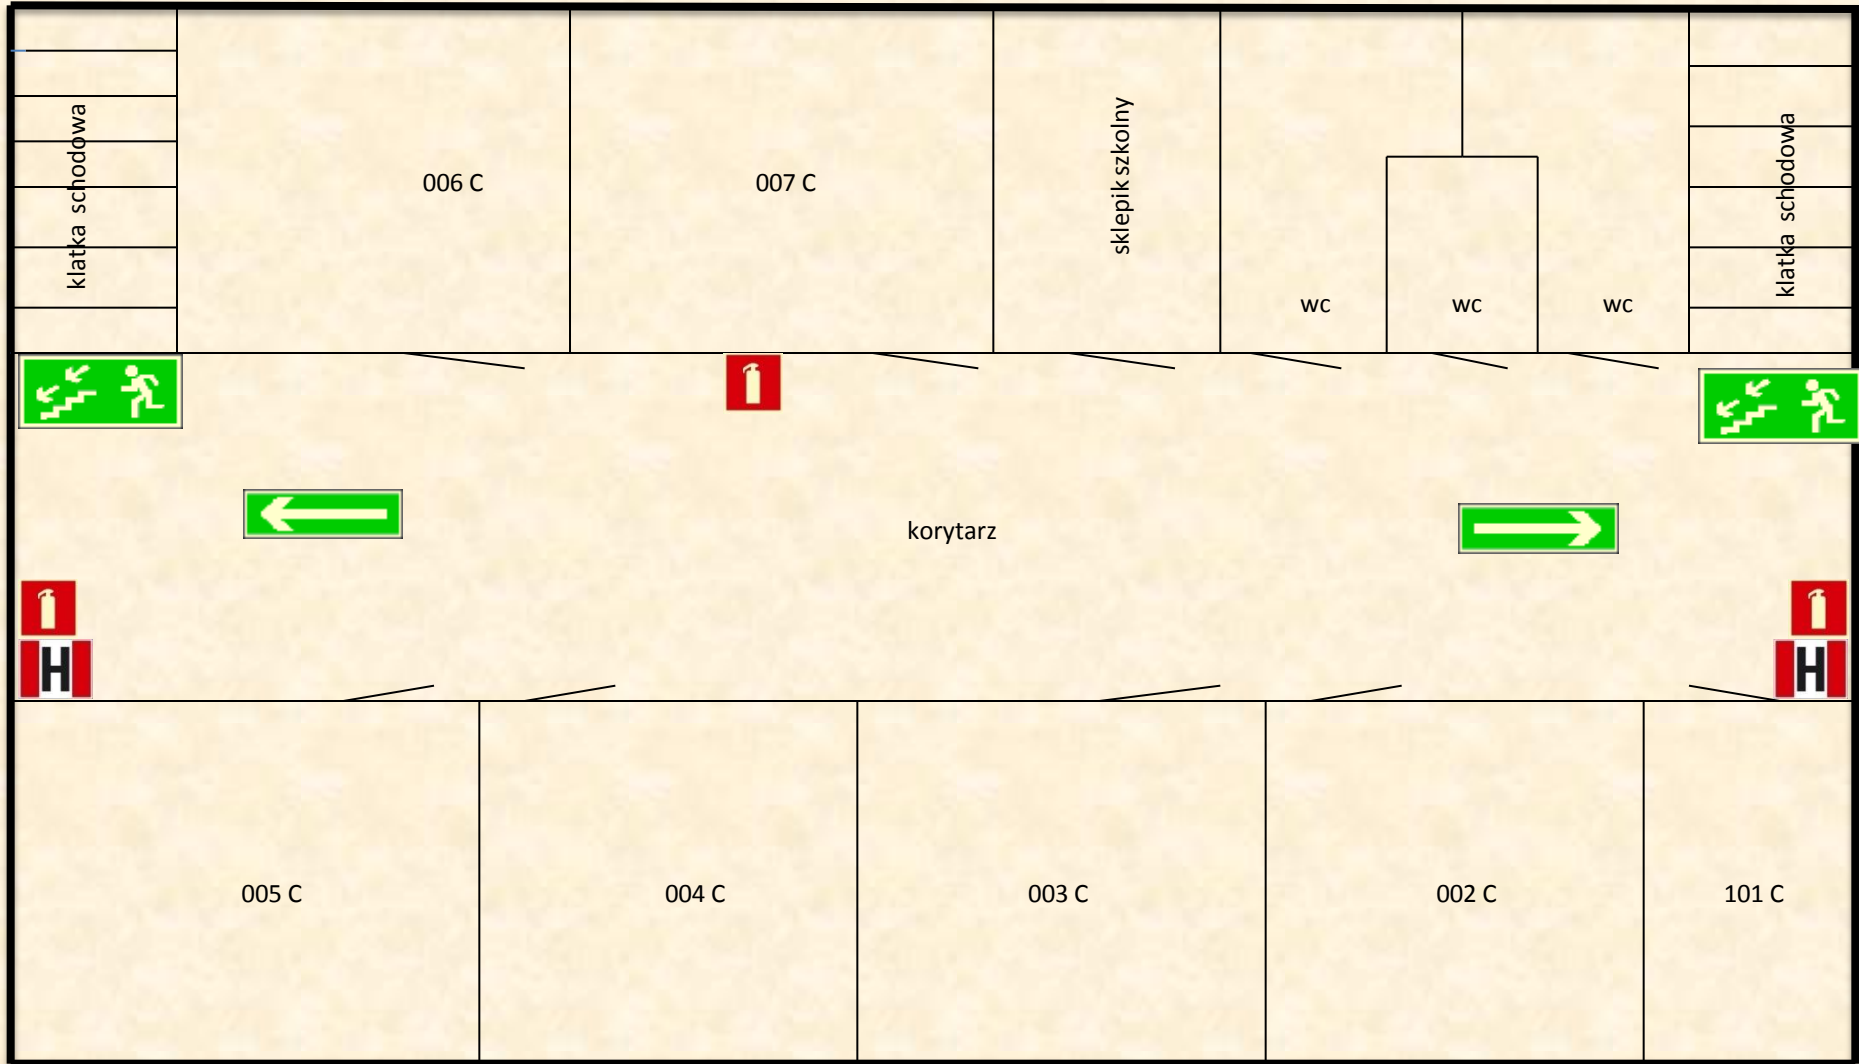 klatka schodowa
006 C
007 C
sklepik szkolny
wc
wc
wc
klatka schodowa
korytarz
H
H
005 C
004 C
003 C
002 C
101 C